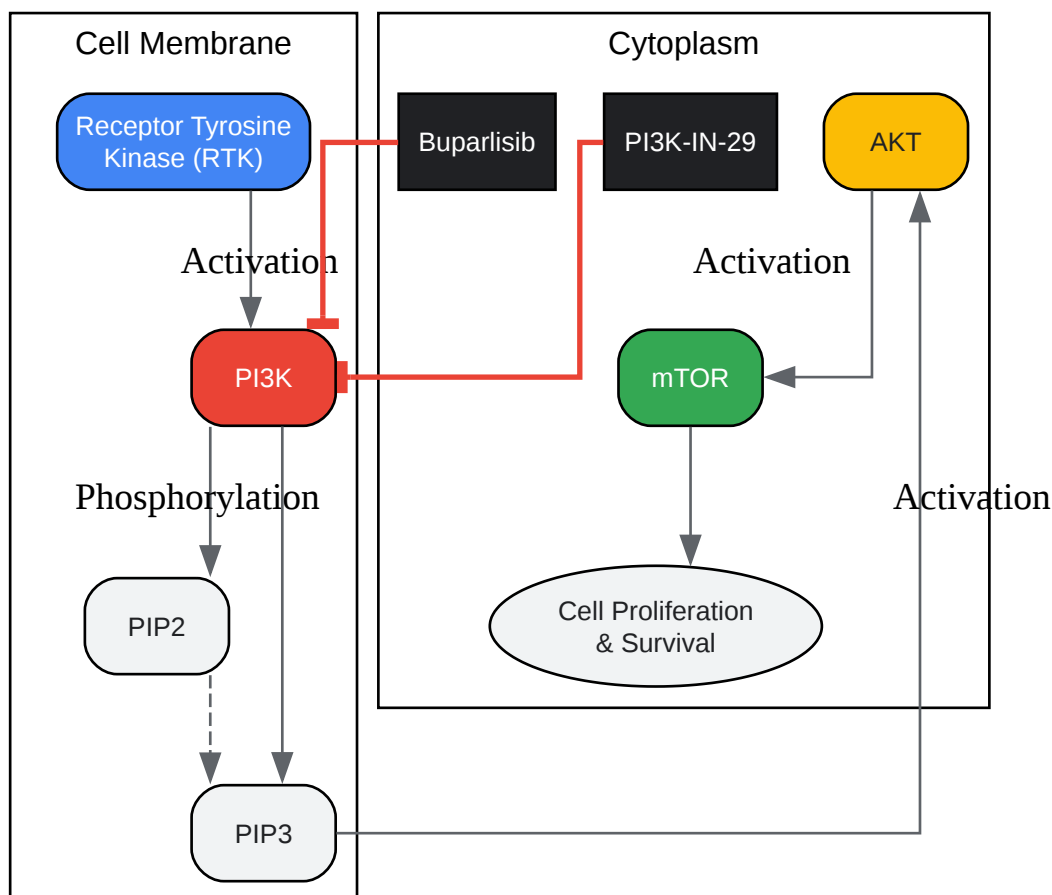 Cell Membrane
Cytoplasm
Receptor Tyrosine
Kinase (RTK)
Buparlisib
PI3K-IN-29
AKT
Activation
Activation
PI3K
mTOR
Phosphorylation
Activation
PIP2
Cell Proliferation
& Survival
PIP3